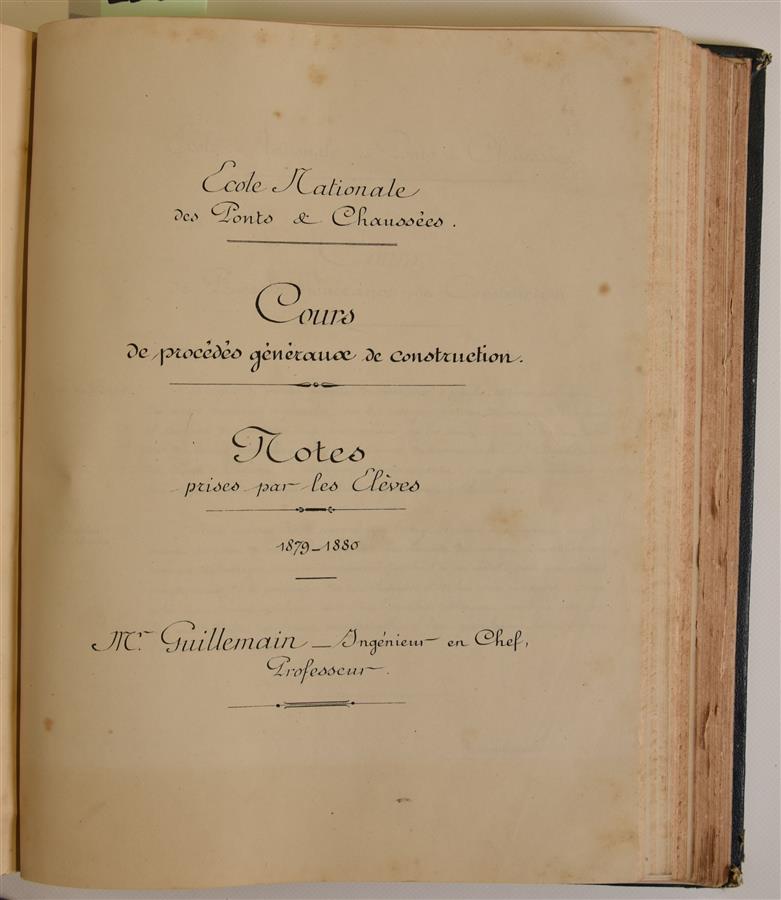 Ecole Nationale
des Ponts & Chaussées.
Cours
de procédés généraux de construction.
Notes
prises par les Elèves
1879-1880
Mr. Guillemain _ Ingénieur en Chef,
Professeur.